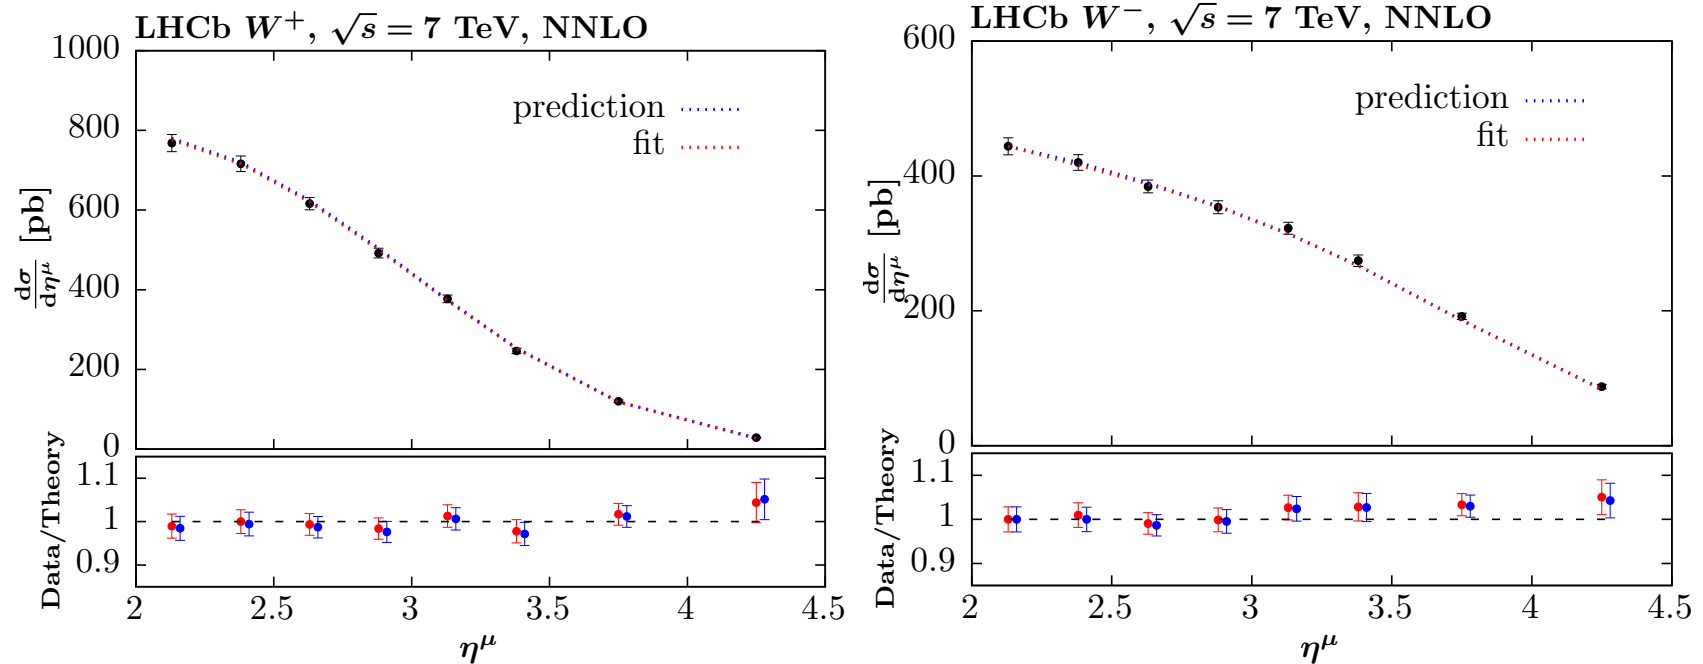 LHCb W⁺, √s = 7 TeV, NNLO
1000
800
600
400
200
0
dσ/dη^μ [pb]
prediction
fit
1.1
1
0.9
Data/Theory
2 2.5 3 3.5 4 4.5
η^μ
LHCb W⁻, √s = 7 TeV, NNLO
600
400
200
0
dσ/dη^μ [pb]
prediction
fit
1.1
1
0.9
Data/Theory
2 2.5 3 3.5 4 4.5
η^μ